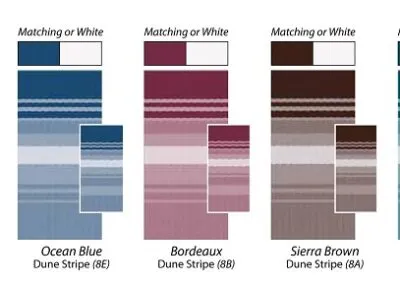 Matching or White
Matching or White
Matching or White
Ocean Blue
Dune Stripe (8E)
Bordeaux
Dune Stripe (8B)
Sierra Brown
Dune Stripe (8A)